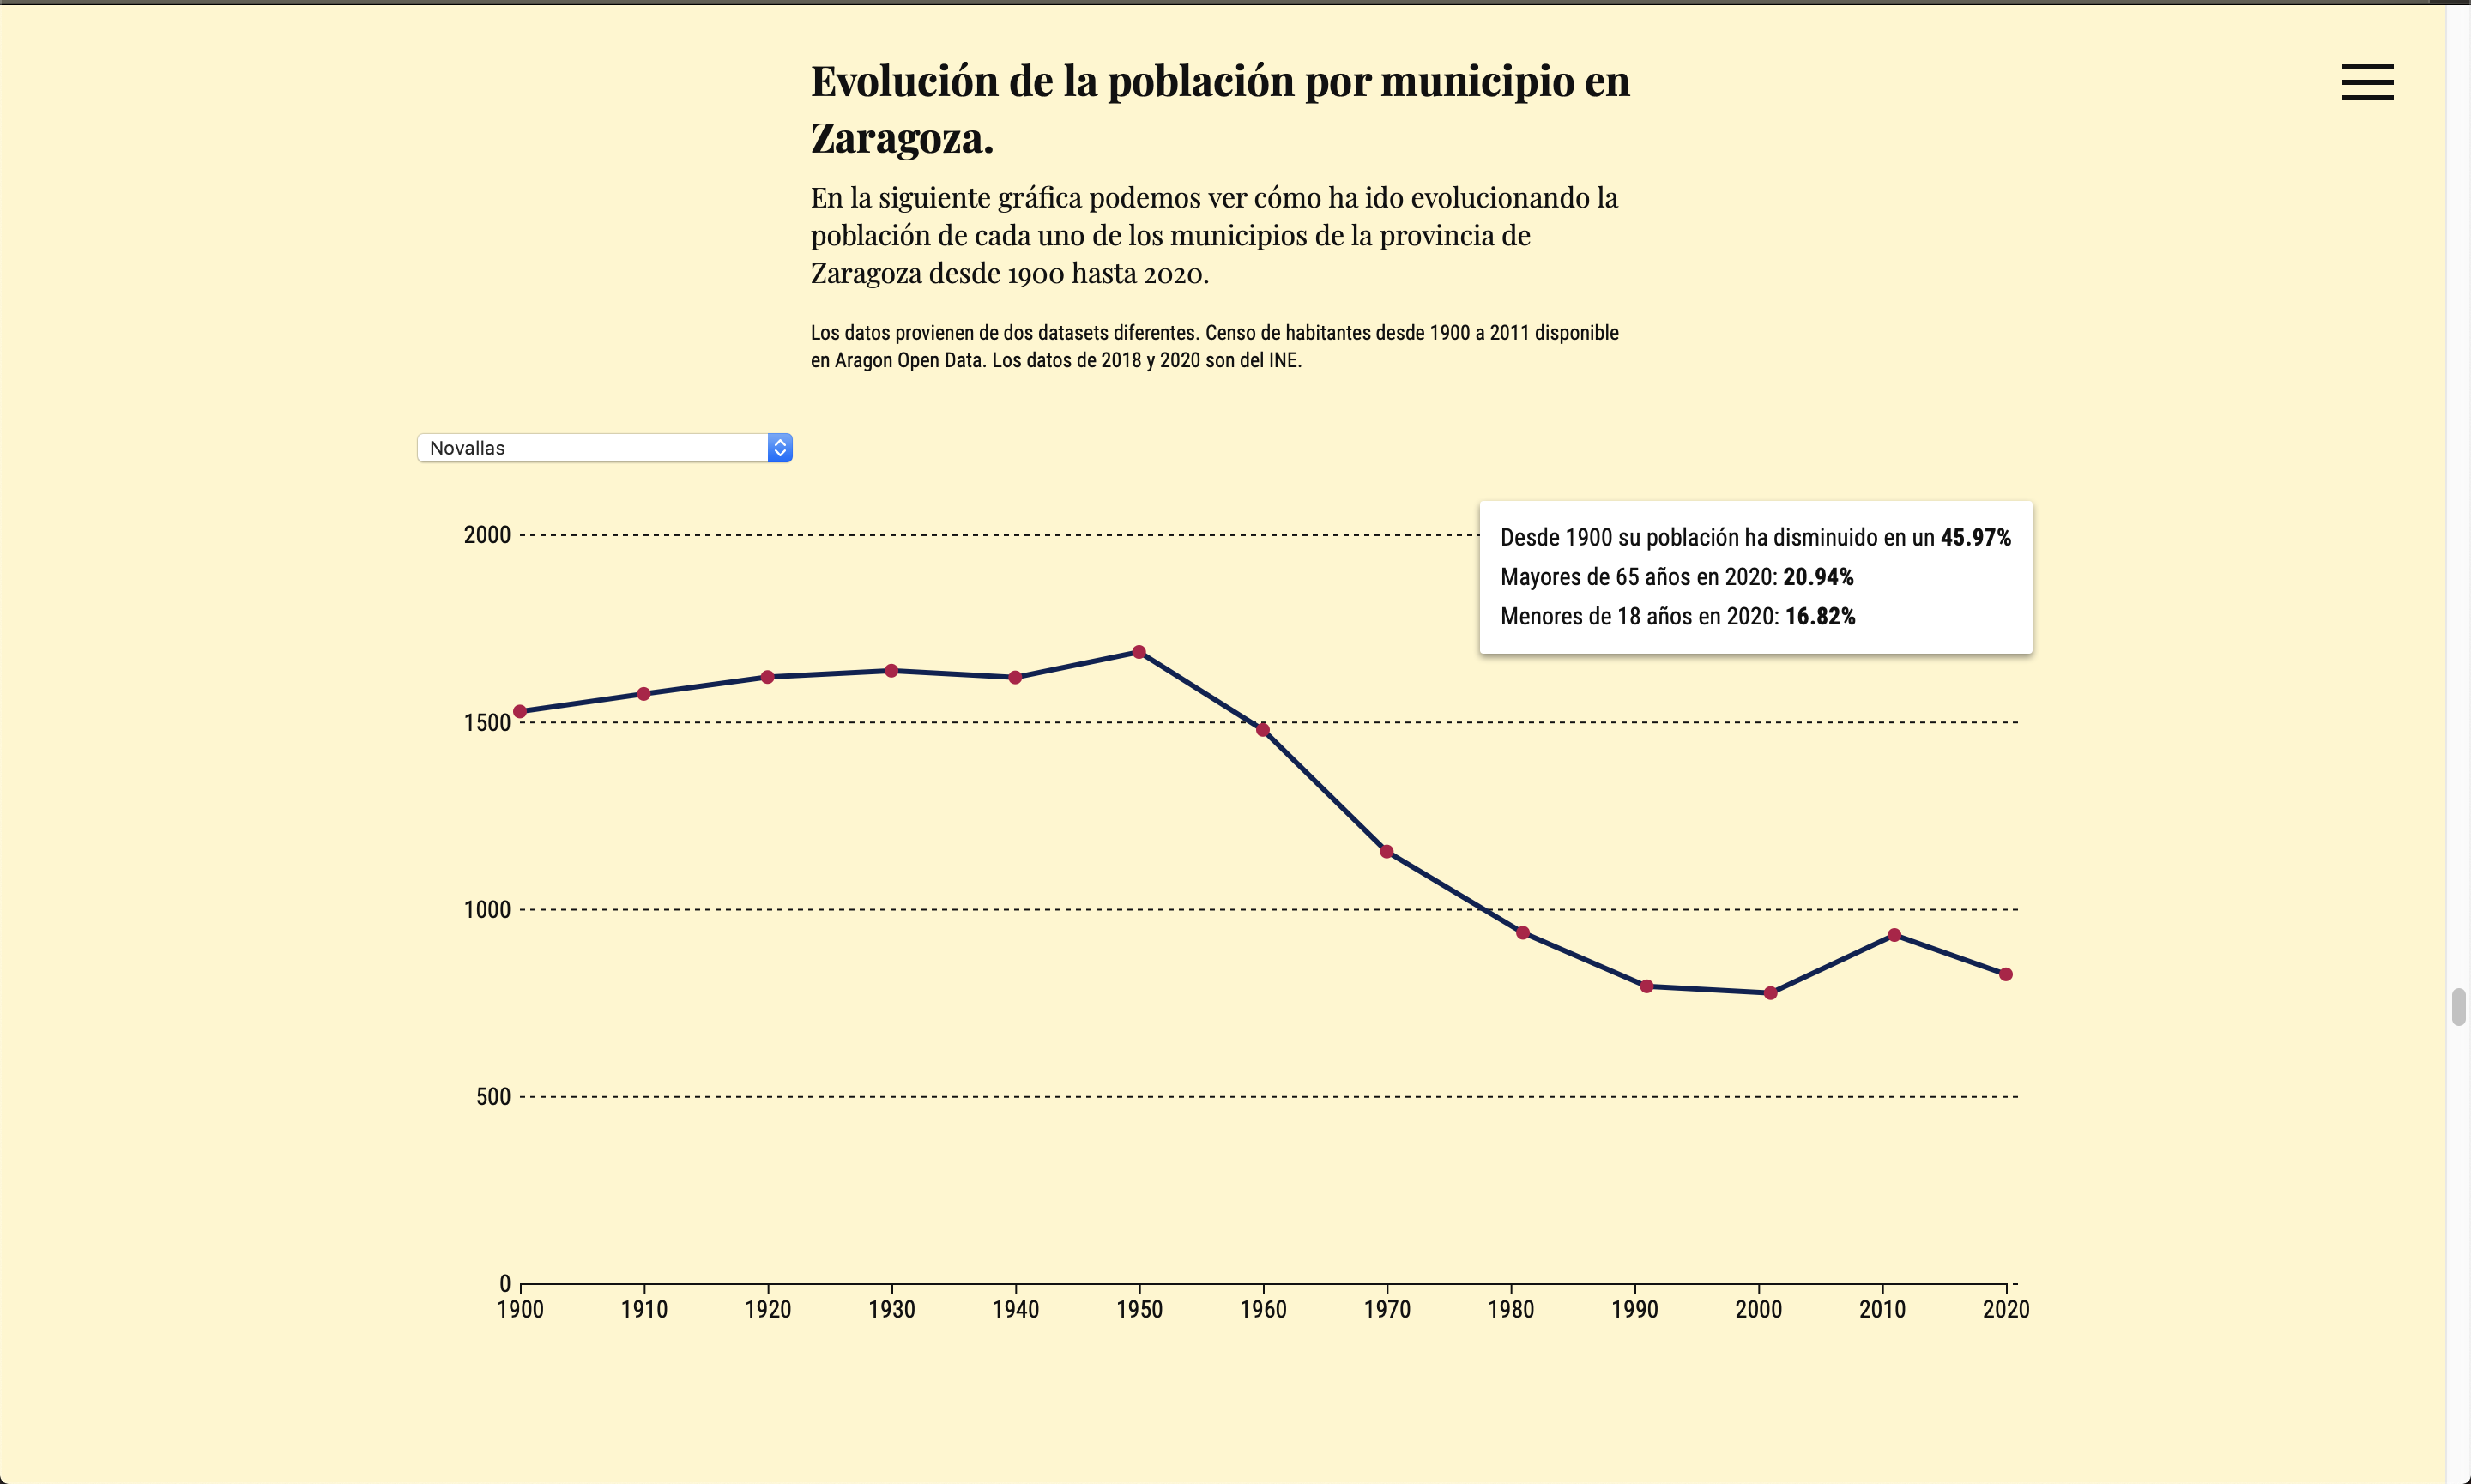 Evolución de la población por municipio en
Zaragoza.
En la siguiente gráfica podemos ver cómo ha ido evolucionando la
población de cada uno de los municipios de la provincia de
Zaragoza desde 1900 hasta 2020.
Los datos provienen de dos datasets diferentes. Censo de habitantes desde 1900 a 2011 disponible
en Aragon Open Data. Los datos de 2018 y 2020 son del INE.
Novallas
Desde 1900 su población ha disminuido en un 45.97%
Mayores de 65 años en 2020: 20.94%
Menores de 18 años en 2020: 16.82%
2000
1500
1000
500
0
1900 1910 1920 1930 1940 1950 1960 1970 1980 1990 2000 2010 2020